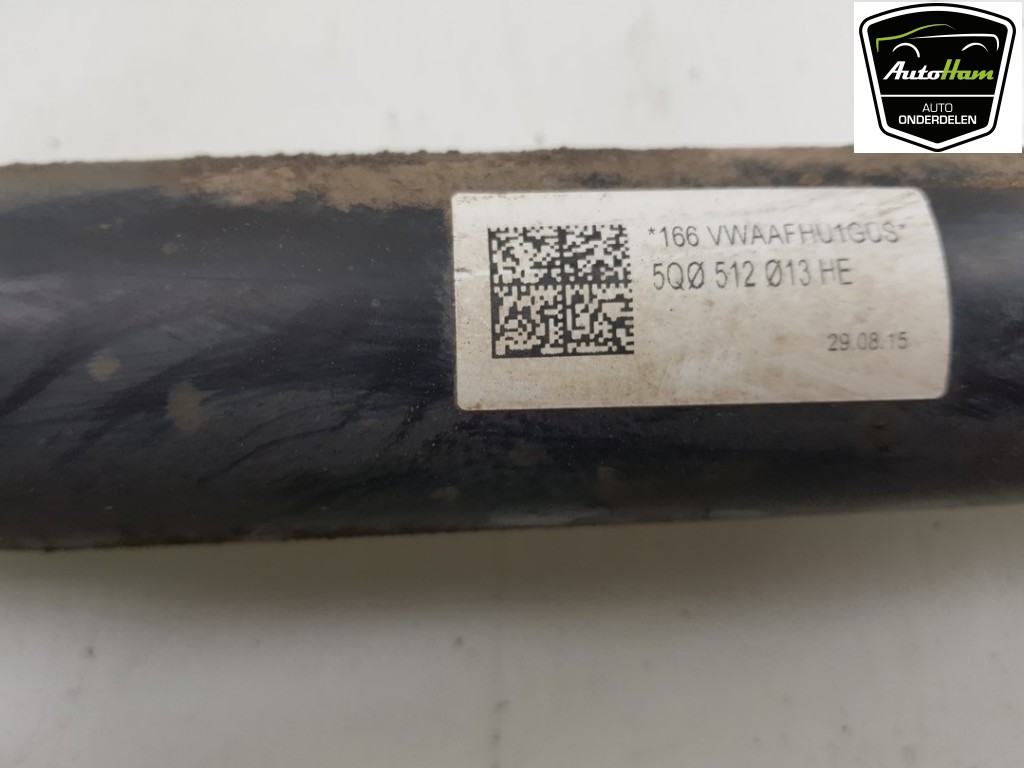 AutoHam
AUTO
ONDERDELEN
*166 VWAAFHU1G0S*
5QØ 512 Ø13 HE
29.08.15